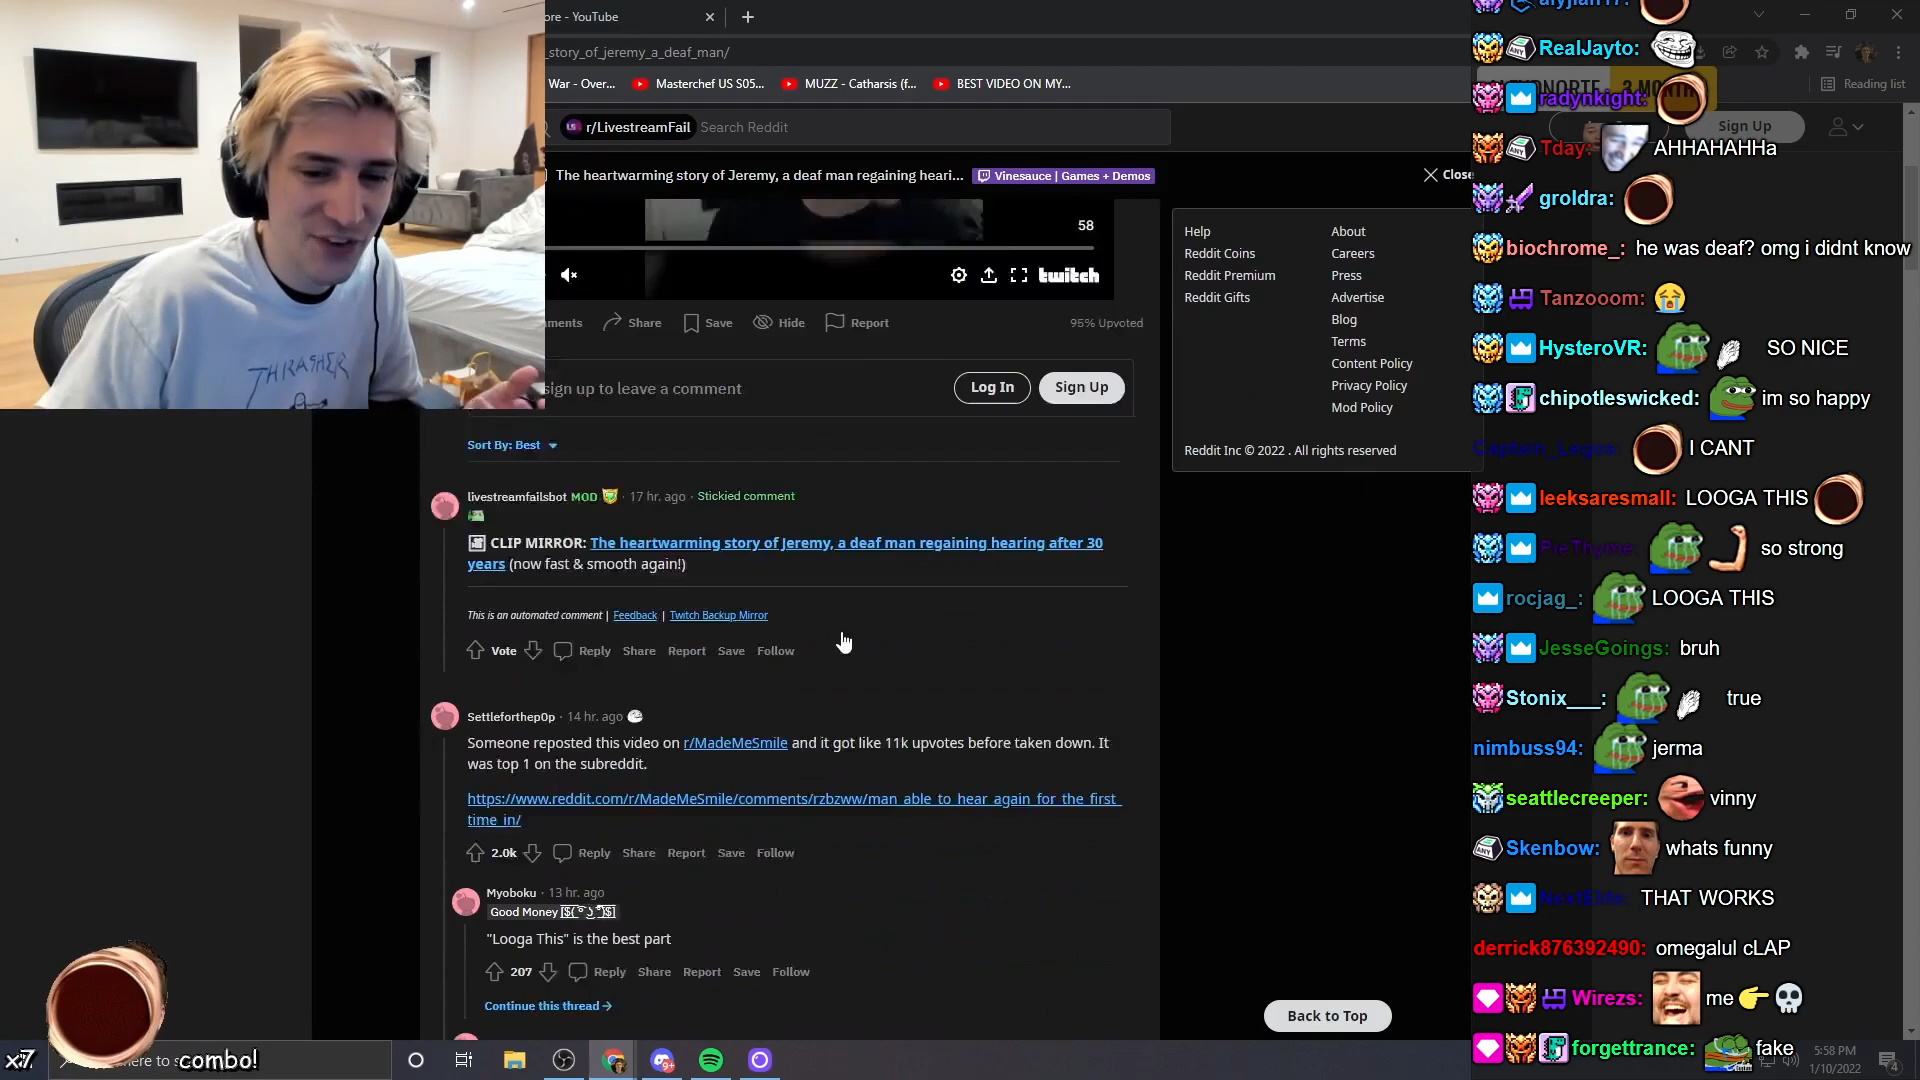 ore - YouTube
_story_of_jeremy_a_deaf_man/
War - Over...
Masterchef US S05...
MUZZ - Catharsis (f...
BEST VIDEO ON MY...
Reading list
r/LivestreamFail
Search Reddit
Sign Up
The heartwarming story of Jeremy, a deaf man regaining heari...
Vinesauce | Games + Demos
Close
58
twitch
ments
Share
Save
Hide
Report
95% Upvoted
sign up to leave a comment
Log In
Sign Up
Help
Reddit Coins
Reddit Premium
Reddit Gifts
About
Careers
Press
Advertise
Blog
Terms
Content Policy
Privacy Policy
Mod Policy
Reddit Inc © 2022 . All rights reserved
THRASHER
Sort By: Best
livestreamfailsbot MOD · 17 hr. ago · Stickied comment
CLIP MIRROR: The heartwarming story of Jeremy, a deaf man regaining hearing after 30
years (now fast & smooth again!)
This is an automated comment | Feedback | Twitch Backup Mirror
Vote Reply Share Report Save Follow
Settleforthep0p · 14 hr. ago
Someone reposted this video on r/MadeMeSmile and it got like 11k upvotes before taken down. It
was top 1 on the subreddit.
https://www.reddit.com/r/MadeMeSmile/comments/rzbzww/man_able_to_hear_again_for_the_first_
time_in/
2.0k Reply Share Report Save Follow
Myoboku · 13 hr. ago
Good Money
"Looga This" is the best part
207 Reply Share Report Save Follow
Continue this thread →
Back to Top
RealJayto:
radynkight:
Tday: AHHAHAHHa
groldra:
biochrome_: he was deaf? omg i didnt know
Tanzooom:
HysteroVR: SO NICE
chipotleswicked: im so happy
I CANT
leeksaresmall: LOOGA THIS
PieThyme: so strong
rocjag_: LOOGA THIS
JesseGoings: bruh
Stonix___: true
nimbuss94: jerma
seattlecreeper: vinny
ANY Skenbow: whats funny
THAT WORKS
derrick876392490: omegalul cLAP
Wirezs: me
forgettrance: fake
x7
combo!
here to s
9+
5:58 PM
1/10/2022
4